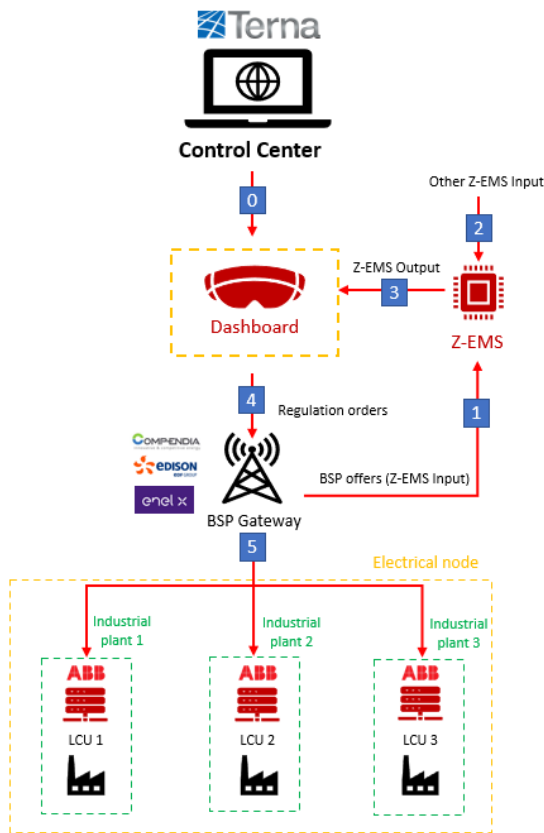 Terna
Control Center
0
Other Z-EMS Input
2
Z-EMS Output
3
Dashboard
Z-EMS
4
Regulation orders
1
COMPENDIA
EDISON
enel x
BSP offers (Z-EMS Input)
BSP Gateway
5
Electrical node
Industrial
plant 1
Industrial
plant 2
Industrial
plant 3
ABB
ABB
ABB
LCU 1
LCU 2
LCU 3